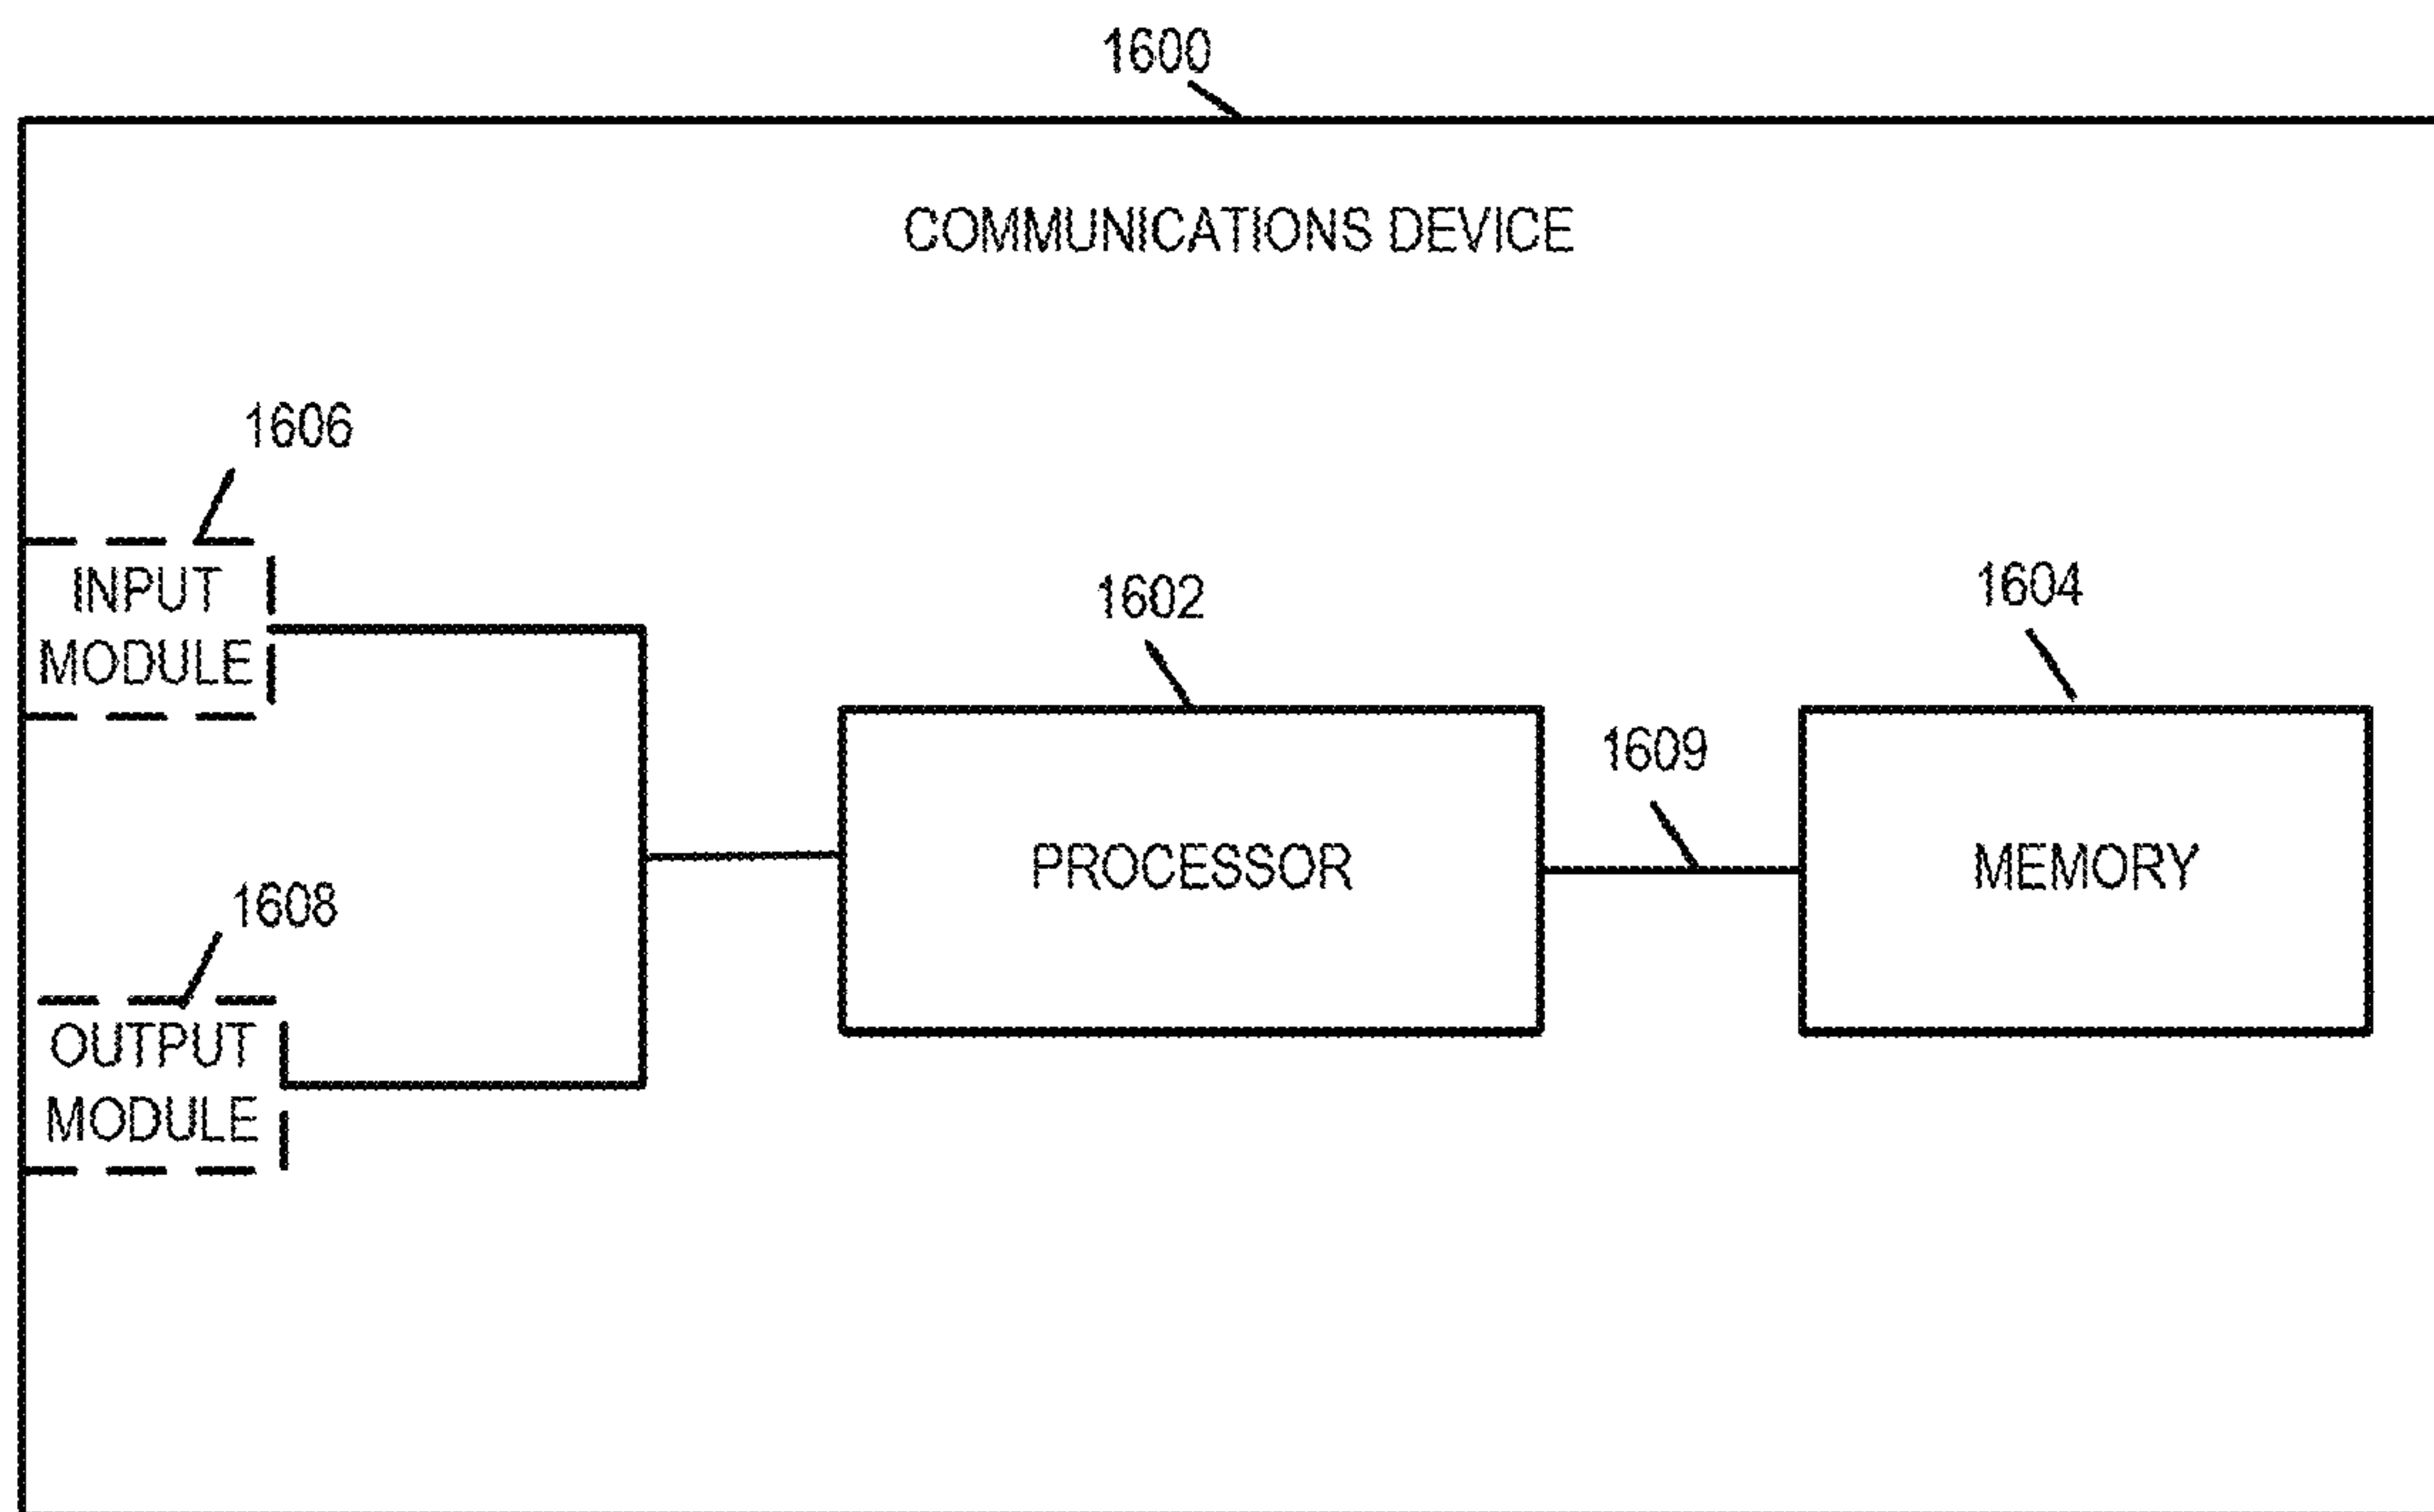 1600
COMMUNICATIONS DEVICE
1606
INPUT
MODULE
1602
1604
1609
PROCESSOR
MEMORY
1608
OUTPUT
MODULE